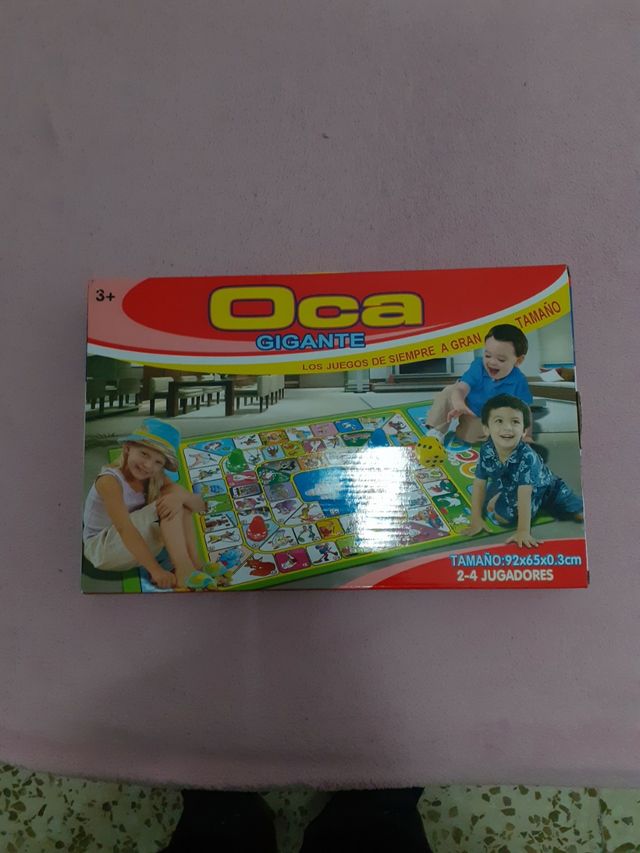 3+
Oca
GIGANTE
LOS JUEGOS DE SIEMPRE A GRAN TAMAÑO
TAMAÑO:92x65x0.3cm
2-4 JUGADORES